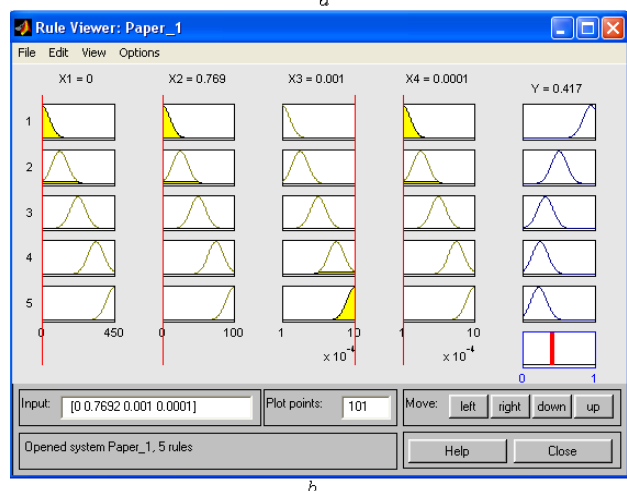 a
Rule Viewer: Paper_1
File Edit View Options
X1 = 0 X2 = 0.769 X3 = 0.001 X4 = 0.0001 Y = 0.417
1
2
3
4
5
0 450 0 100 1 10 1 10
x 10-4 x 10-4
0 1
Input: [0 0.7692 0.001 0.0001] Plot points: 101 Move: left right down up
Opened system Paper_1, 5 rules Help Close
b